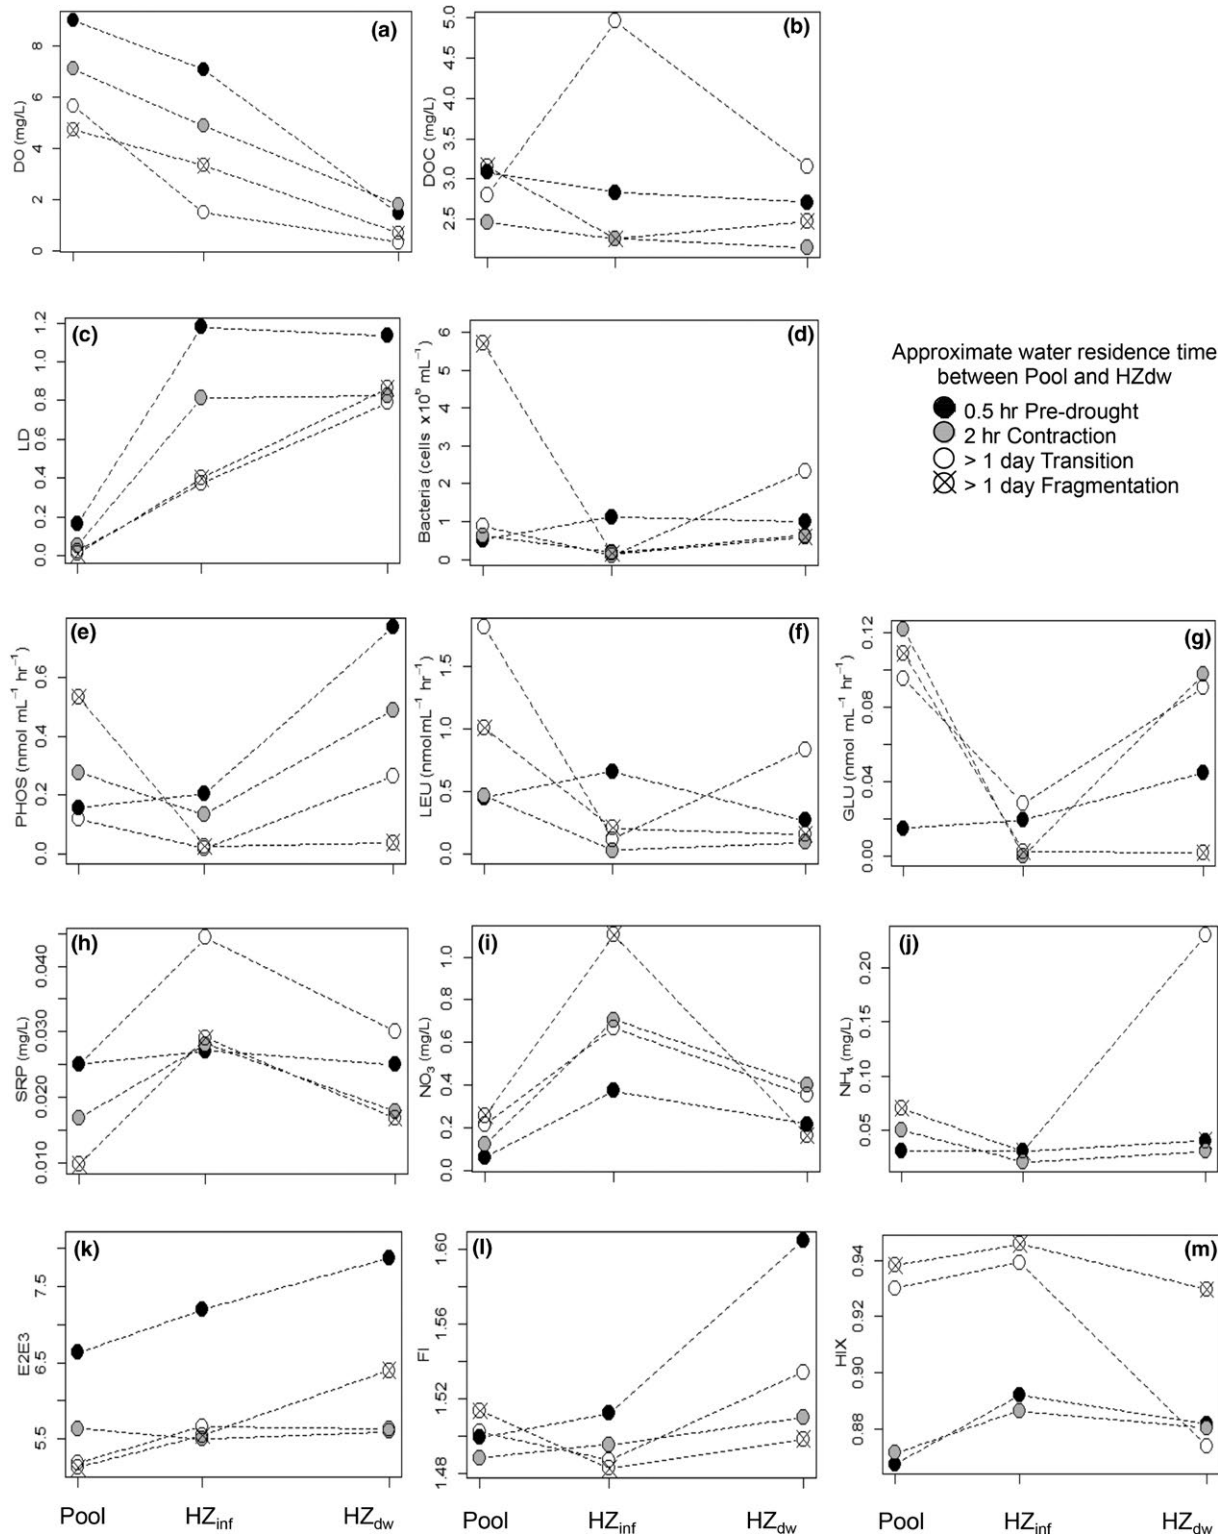 (a)
DO (mg/L)
0 2 4 6 8
(b)
DOC (mg/L)
2.5 3.0 3.5 4.0 4.5 5.0
(c)
LD
0.0 0.2 0.4 0.6 0.8 1.0 1.2
(d)
Bacteria (cells x10⁶ mL⁻¹)
0 1 2 3 4 5 6
Approximate water residence time
between Pool and HZdw
0.5 hr Pre-drought
2 hr Contraction
> 1 day Transition
> 1 day Fragmentation
(e)
PHOS (nmol mL⁻¹ hr⁻¹)
0.0 0.2 0.4 0.6
(f)
LEU (nmol mL⁻¹ hr⁻¹)
0.0 0.5 1.0 1.5
(g)
GLU (nmol mL⁻¹ hr⁻¹)
0.00 0.04 0.08 0.12
(h)
SRP (mg/L)
0.010 0.020 0.030 0.040
(i)
NO₃ (mg/L)
0.0 0.2 0.4 0.6 0.8 1.0
(j)
NH₄ (mg/L)
0.05 0.10 0.15 0.20
(k)
E2E3
5.5 6.5 7.5
(l)
FI
1.48 1.52 1.56 1.60
(m)
HIX
0.88 0.90 0.92 0.94
Pool HZinf HZdw Pool HZinf HZdw Pool HZinf HZdw